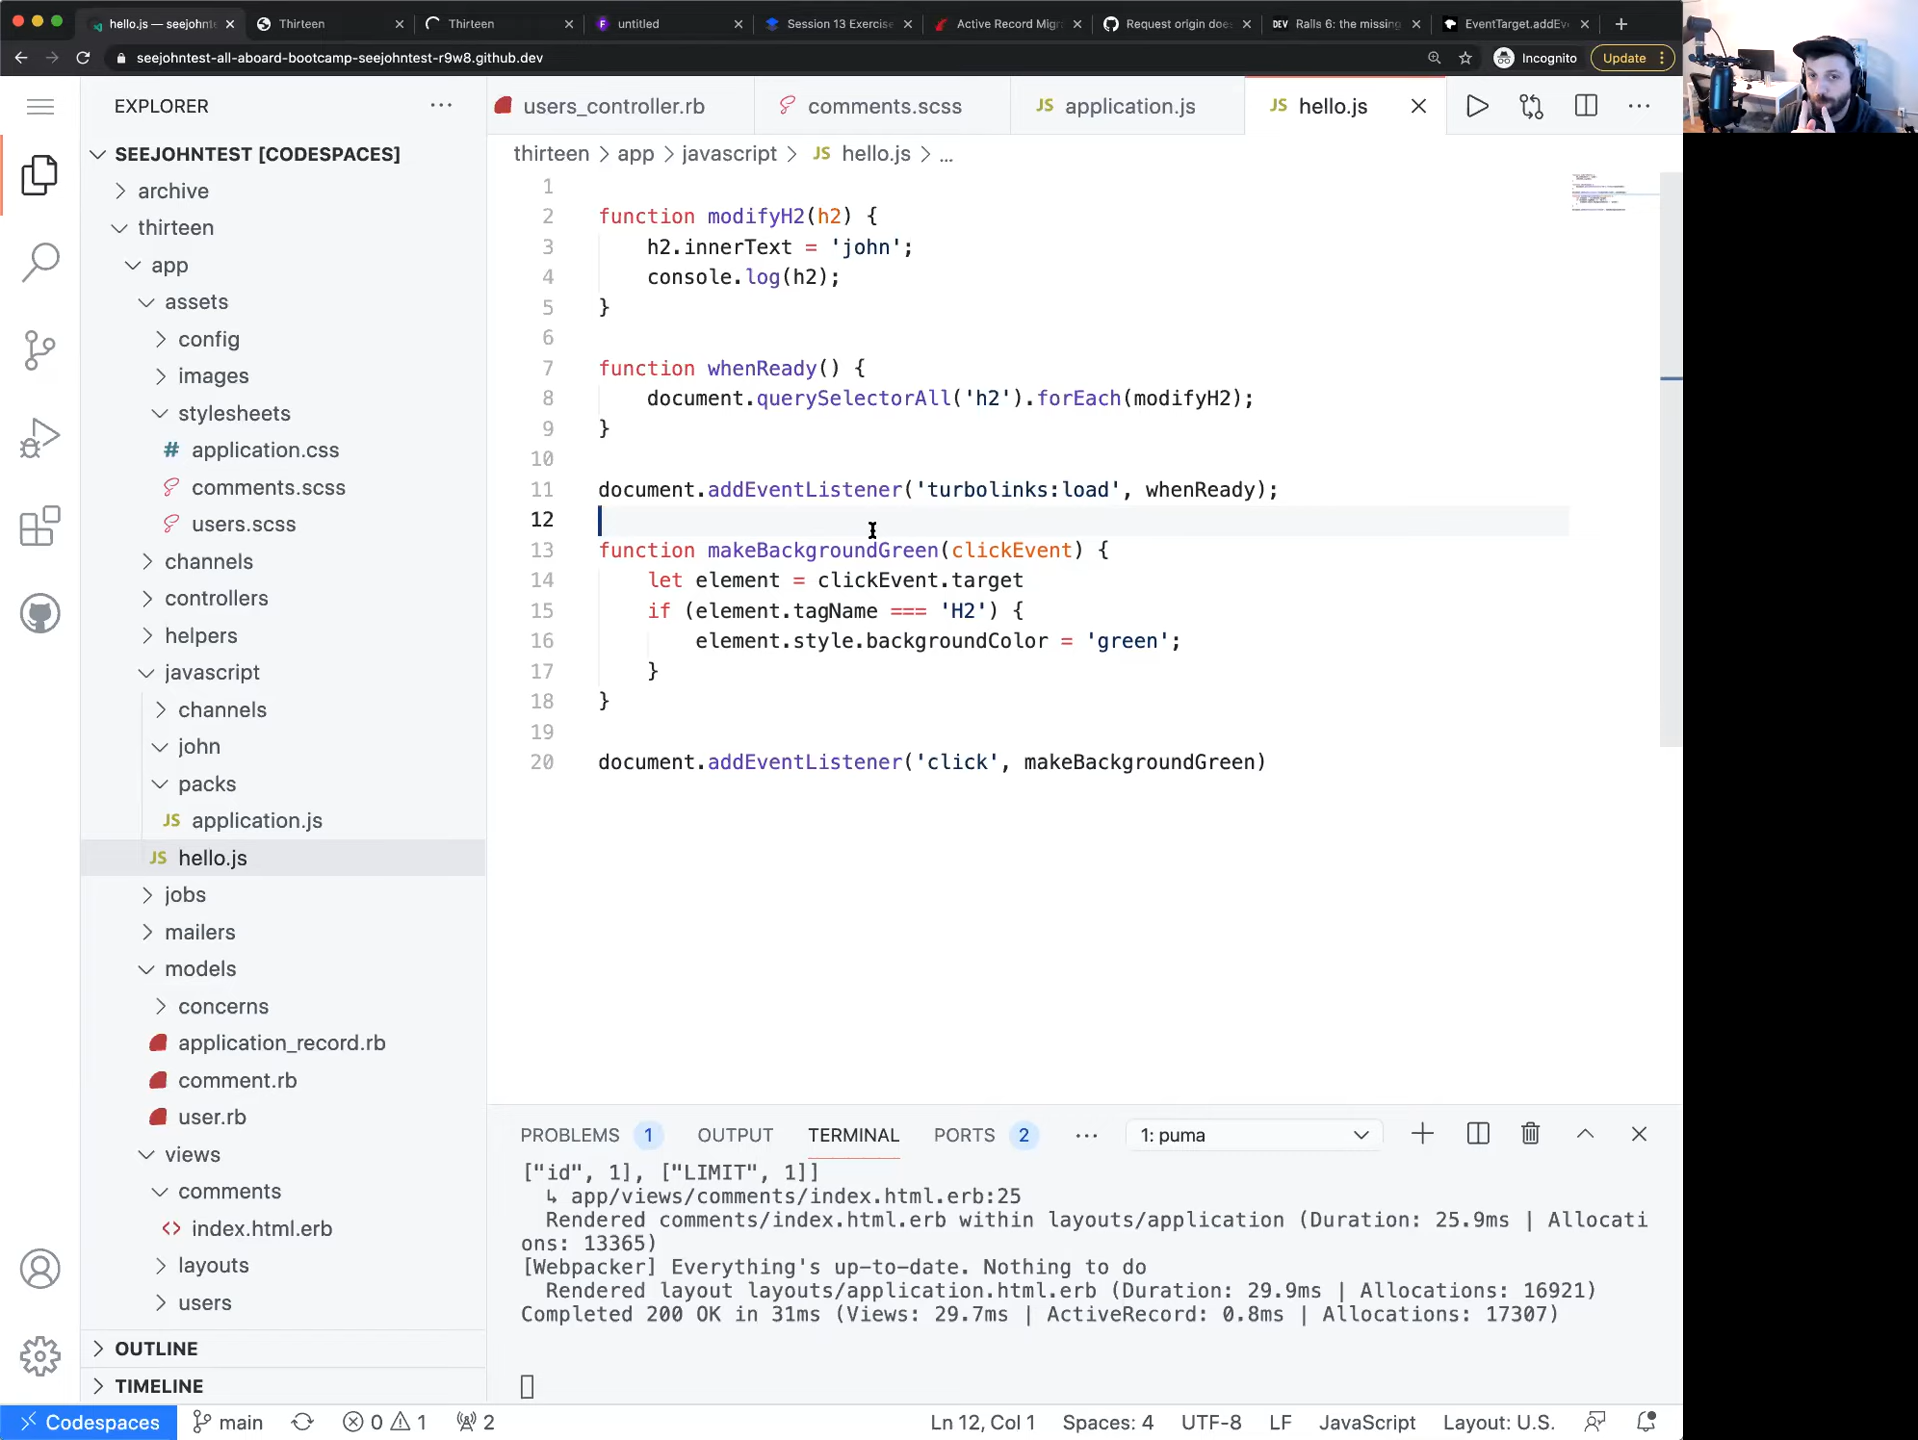 hello.js — seejohnt
Thirteen
Thirteen
untitled
Session 13 Exercise
Active Record Mig
Request origin doe
DEV Rails 6: the missing
EventTarget.addEv
seejohntest-all-aboard-bootcamp-seejohntest-r9w8.github.dev
Incognito
Update
EXPLORER
users_controller.rb
comments.scss
JS application.js
JS hello.js
SEEJOHNTEST [CODESPACES]
thirteen > app > javascript > JS hello.js > ...
archive
thirteen
app
assets
config
images
stylesheets
# application.css
comments.scss
users.scss
channels
controllers
helpers
javascript
channels
john
packs
JS application.js
JS hello.js
jobs
mailers
models
concerns
application_record.rb
comment.rb
user.rb
views
comments
<> index.html.erb
layouts
users
OUTLINE
TIMELINE
1
2 function modifyH2(h2) {
3 h2.innerText = 'john';
4 console.log(h2);
5 }
6
7 function whenReady() {
8 document.querySelectorAll('h2').forEach(modifyH2);
9 }
10
11 document.addEventListener('turbolinks:load', whenReady);
12
13 function makeBackgroundGreen(clickEvent) {
14 let element = clickEvent.target
15 if (element.tagName === 'H2') {
16 element.style.backgroundColor = 'green';
17 }
18 }
19
20 document.addEventListener('click', makeBackgroundGreen)
PROBLEMS 1 OUTPUT TERMINAL PORTS 2 ... 1: puma
["id", 1], ["LIMIT", 1]]
↳ app/views/comments/index.html.erb:25
Rendered comments/index.html.erb within layouts/application (Duration: 25.9ms | Allocati
ons: 13365)
[Webpacker] Everything's up-to-date. Nothing to do
Rendered layout layouts/application.html.erb (Duration: 29.9ms | Allocations: 16921)
Completed 200 OK in 31ms (Views: 29.7ms | ActiveRecord: 0.8ms | Allocations: 17307)
Codespaces main 0 1 2 Ln 12, Col 1 Spaces: 4 UTF-8 LF JavaScript Layout: U.S.